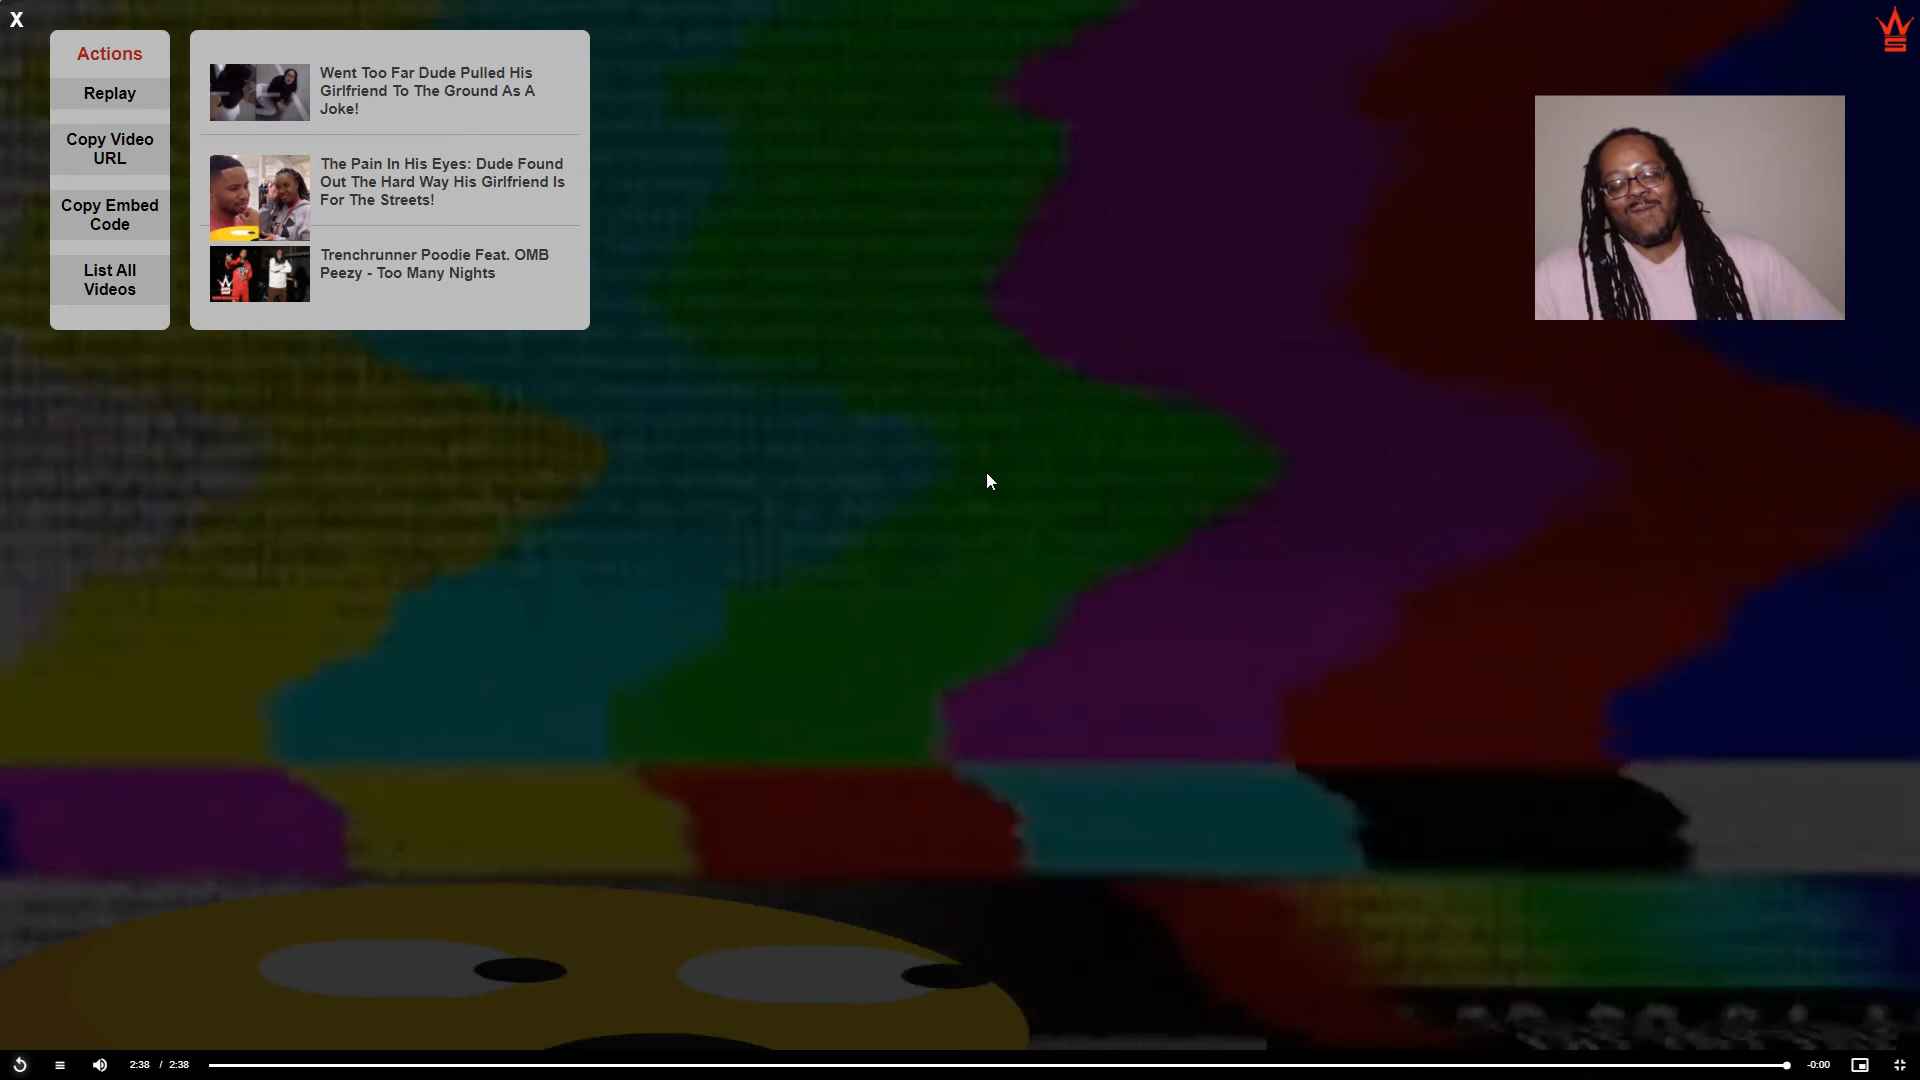 X
Actions
Replay
Copy Video
URL
Copy Embed
Code
List All
Videos
Went Too Far Dude Pulled His
Girlfriend To The Ground As A
Joke!
The Pain In His Eyes: Dude Found
Out The Hard Way His Girlfriend Is
For The Streets!
Trenchrunner Poodie Feat. OMB
Peezy - Too Many Nights
2:38 / 2:38
-0:00